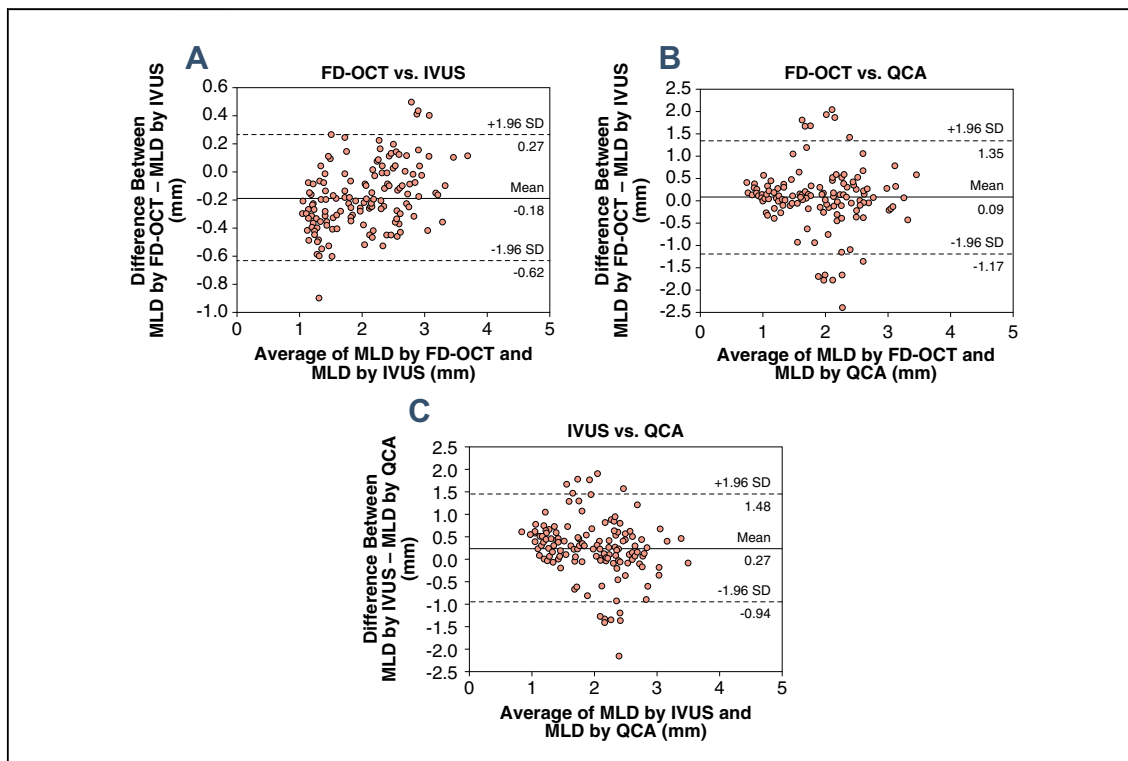 A
FD-OCT vs. IVUS
Difference Between
MLD by FD-OCT – MLD by IVUS
(mm)
0.6
0.4
0.2
0.0
-0.2
-0.4
-0.6
-0.8
-1.0
+1.96 SD
0.27
Mean
-0.18
-1.96 SD
-0.62
0 1 2 3 4 5
Average of MLD by FD-OCT and
MLD by IVUS (mm)
B
FD-OCT vs. QCA
Difference Between
MLD by FD-OCT – MLD by IVUS
(mm)
2.5
2.0
1.5
1.0
0.5
0.0
-0.5
-1.0
-1.5
-2.0
-2.5
+1.96 SD
1.35
Mean
0.09
-1.96 SD
-1.17
0 1 2 3 4 5
Average of MLD by FD-OCT and
MLD by QCA (mm)
C
IVUS vs. QCA
Difference Between
MLD by IVUS – MLD by QCA
(mm)
2.5
2.0
1.5
1.0
0.5
0.0
-0.5
-1.0
-1.5
-2.0
-2.5
+1.96 SD
1.48
Mean
0.27
-1.96 SD
-0.94
0 1 2 3 4 5
Average of MLD by IVUS and
MLD by QCA (mm)